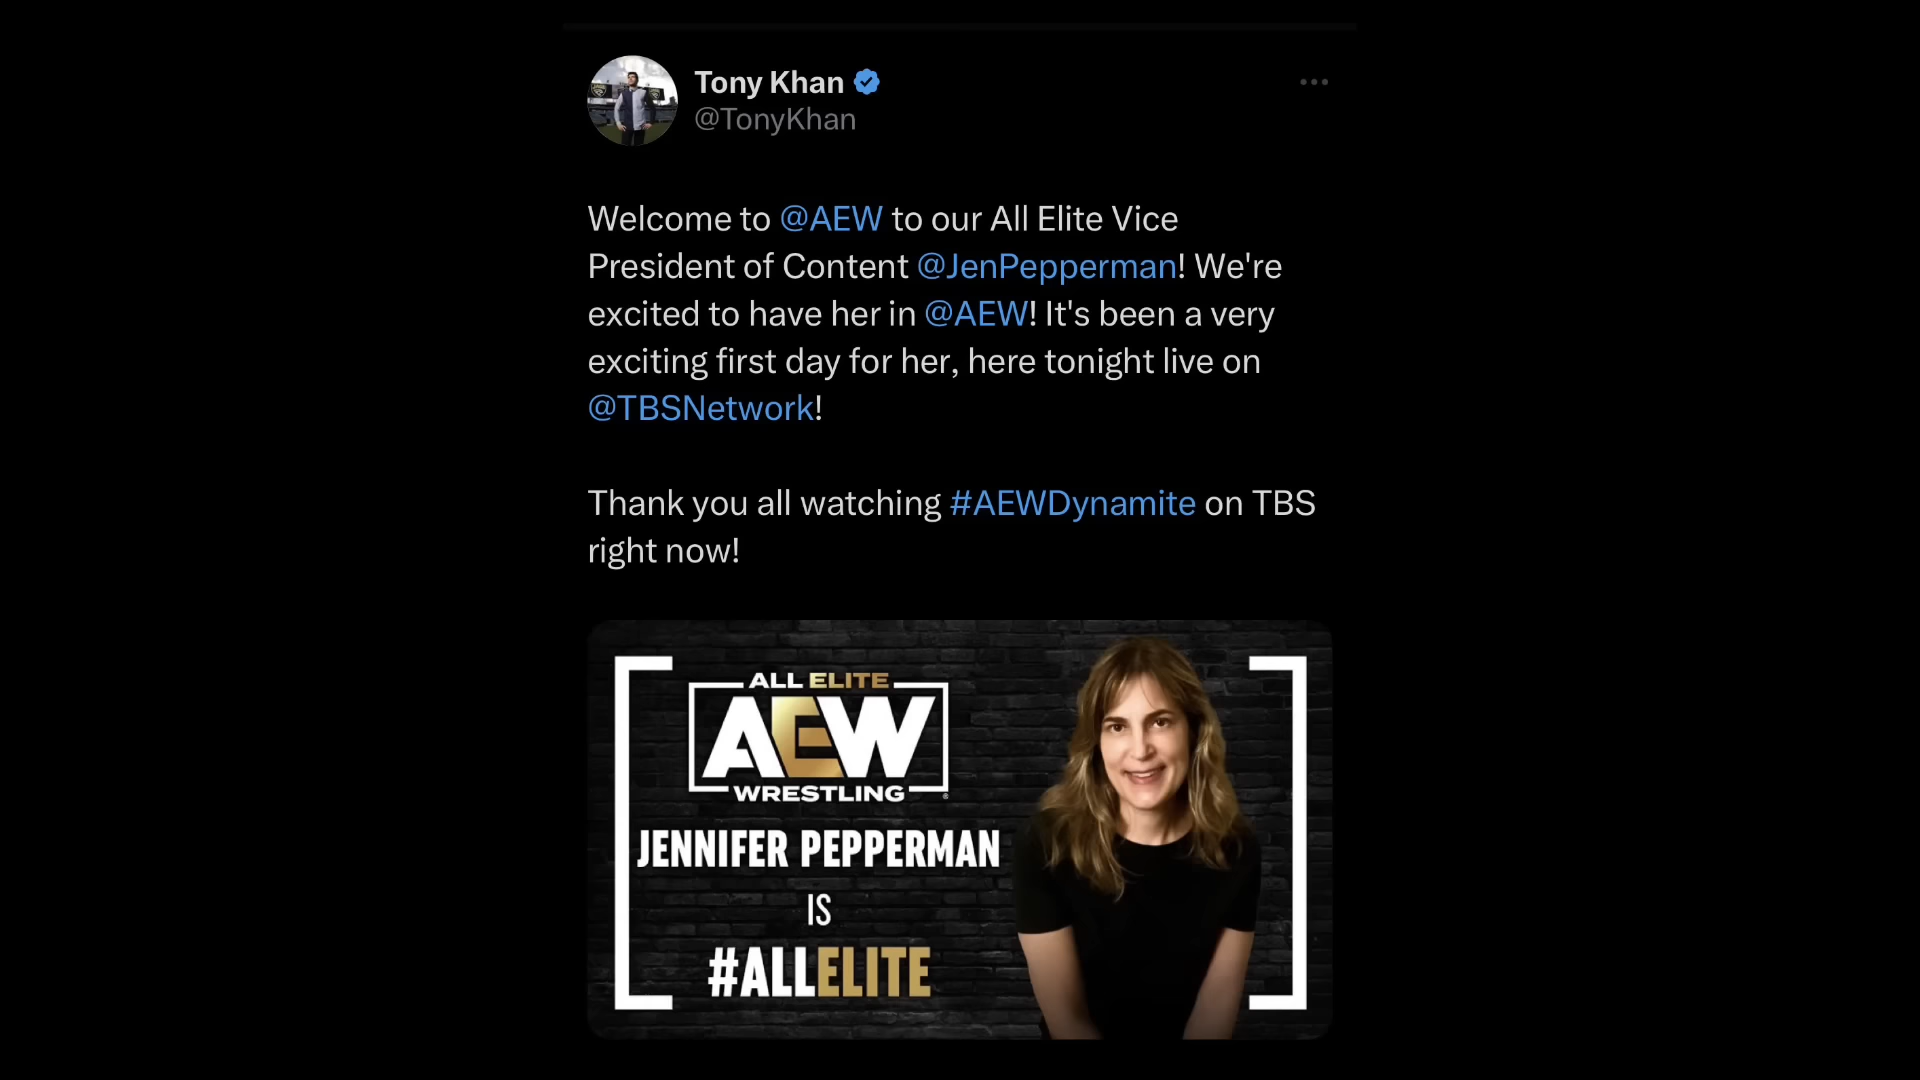 Tony Khan
@TonyKhan
Welcome to @AEW to our All Elite Vice
President of Content @JenPepperman! We're
excited to have her in @AEW! It's been a very
exciting first day for her, here tonight live on
@TBSNetwork!
Thank you all watching #AEWDynamite on TBS
right now!
ALL ELITE
AEW
WRESTLING
JENNIFER PEPPERMAN
IS
#ALLELITE